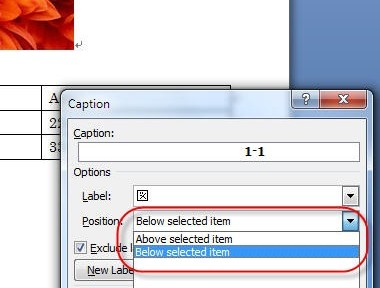 A
Caption
22
Caption:
33
1-1
Options
Label: 図
Position: Below selected item
Above selected item
Exclude l
Below selected item
New Labe